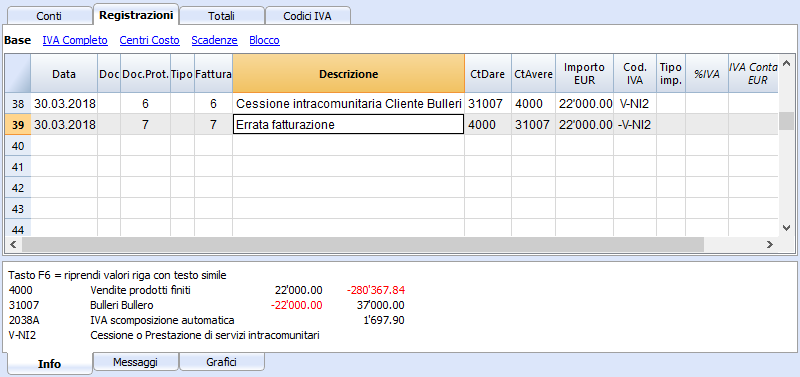 Conti Registrazioni Totali Codici IVA
Base IVA Completo Centri Costo Scadenze Blocco
Data Doc Doc.Prot. Tipo Fattura Descrizione CtDare CtAvere Importo EUR Cod. IVA Tipo imp. %IVA IVA Conta EUR
38 30.03.2018 6 6 Cessione intracomunitaria Cliente Bulleri 31007 4000 22'000.00 V-NI2
39 30.03.2018 7 7 Errata fatturazione 4000 31007 22'000.00 -V-NI2
40
41
42
43
44
Tasto F6 = riprendi valori riga con testo simile
4000 Vendite prodotti finiti 22'000.00 -280'367.84
31007 Bulleri Bullero -22'000.00 37'000.00
2038A IVA scomposizione automatica 1'697.90
V-NI2 Cessione o Prestazione di servizi intracomunitari
Info Messaggi Grafici